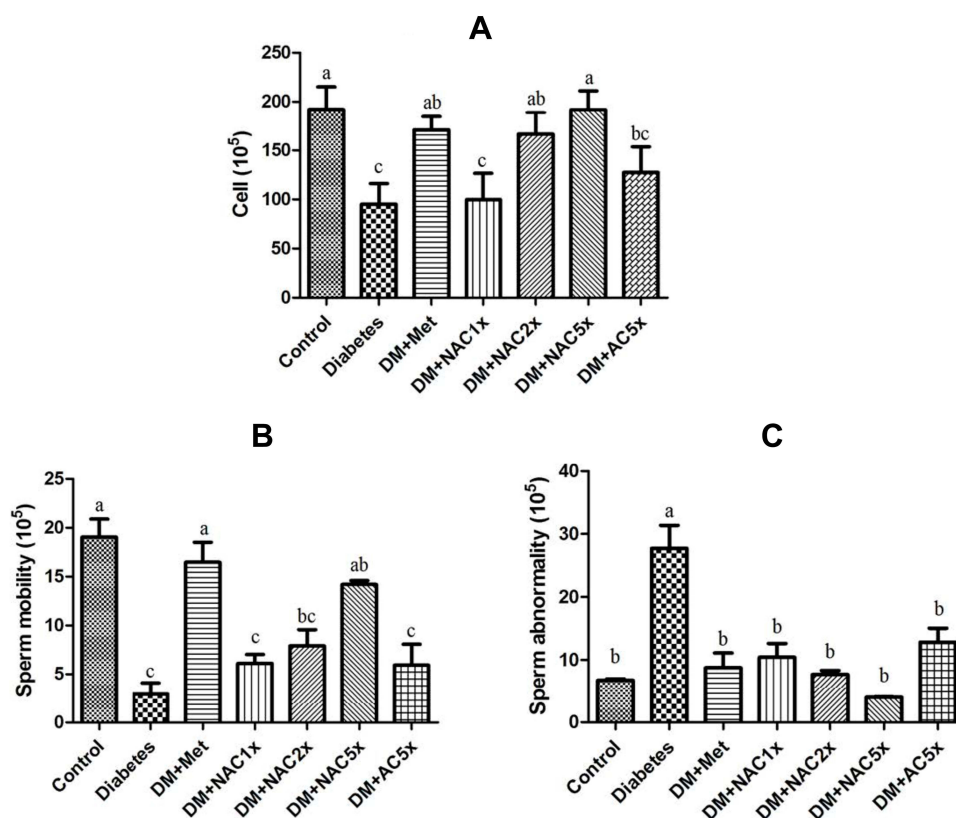 A
Cell (10⁵)
250
200
150
100
50
0
a
c
ab
c
ab
a
bc
Control
Diabetes
DM+Met
DM+NAC1x
DM+NAC2x
DM+NAC5x
DM+AC5x
B
Sperm mobility (10⁵)
25
20
15
10
5
0
a
c
a
c
bc
ab
c
Control
Diabetes
DM+Met
DM+NAC1x
DM+NAC2x
DM+NAC5x
DM+AC5x
C
Sperm abnormality (10⁵)
40
30
20
10
0
b
a
b
b
b
b
b
Control
Diabetes
DM+Met
DM+NAC1x
DM+NAC2x
DM+NAC5x
DM+AC5x